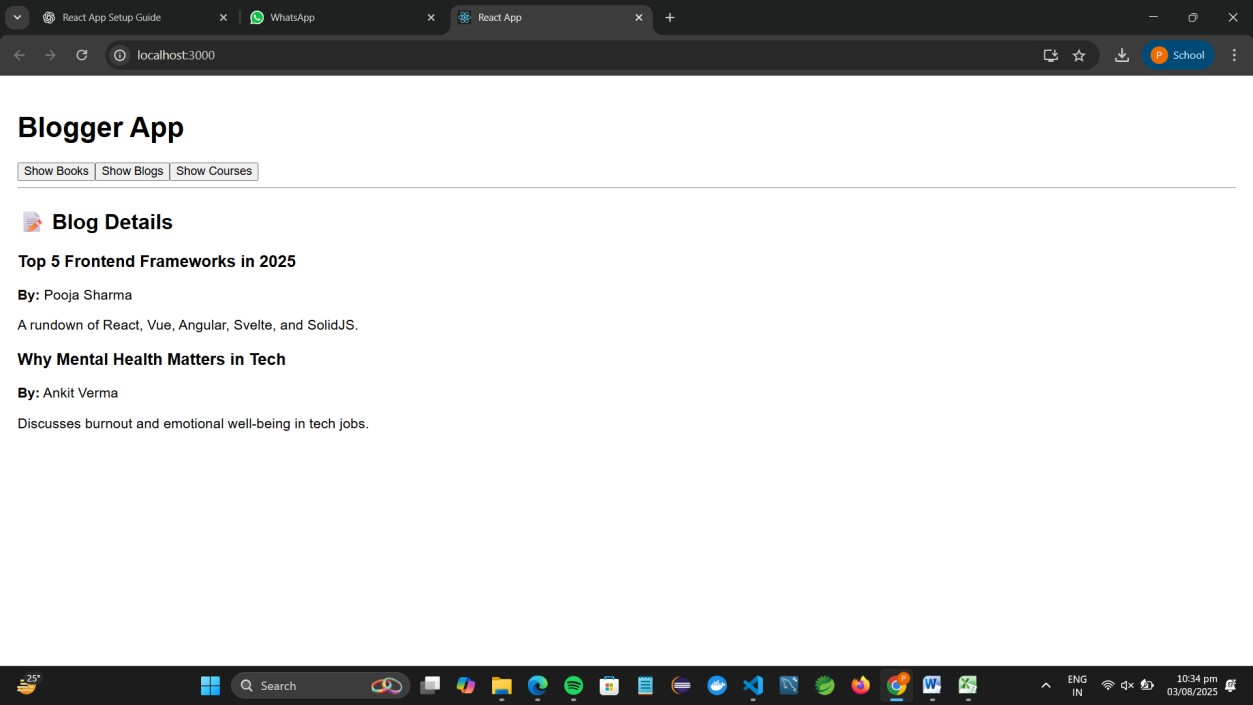 React App Setup Guide
WhatsApp
React App
localhost:3000
P School
Blogger App
Show Books Show Blogs Show Courses
Blog Details
Top 5 Frontend Frameworks in 2025
By: Pooja Sharma
A rundown of React, Vue, Angular, Svelte, and SolidJS.
Why Mental Health Matters in Tech
By: Ankit Verma
Discusses burnout and emotional well-being in tech jobs.
25°
Search
P
ENG
IN
10:34 pm
03/08/2025